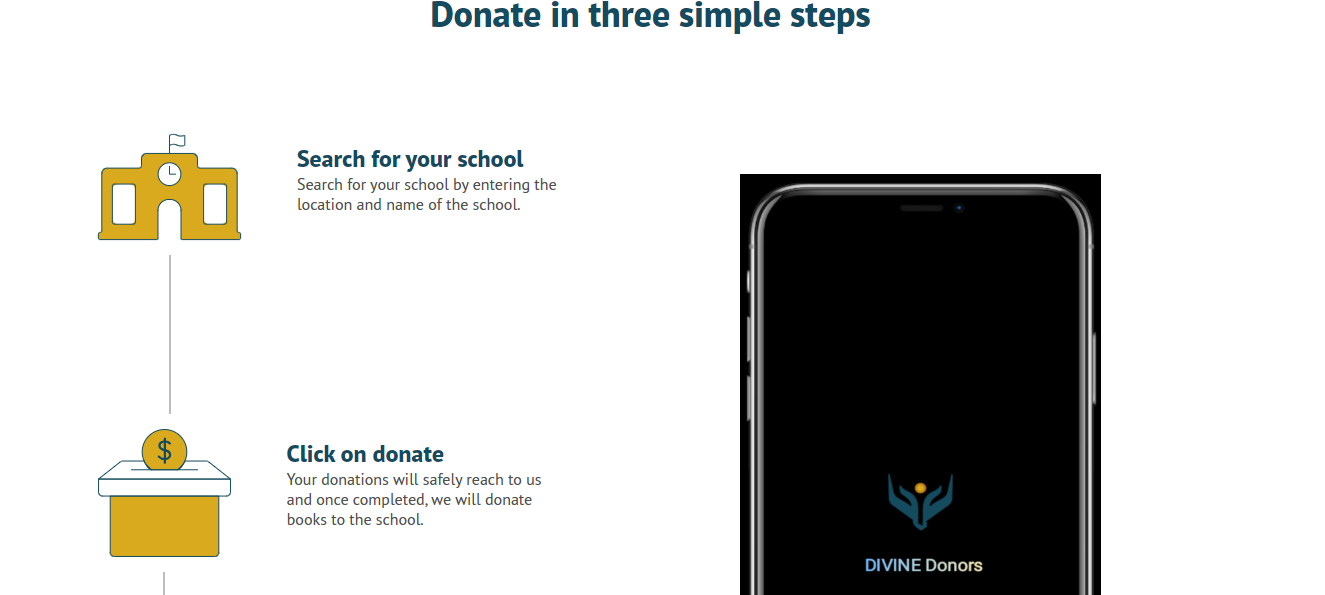 Donate in three simple steps
Search for your school
Search for your school by entering the
location and name of the school.
$
Click on donate
Your donations will safely reach to us
and once completed, we will donate
books to the school.
DIVINE Donors